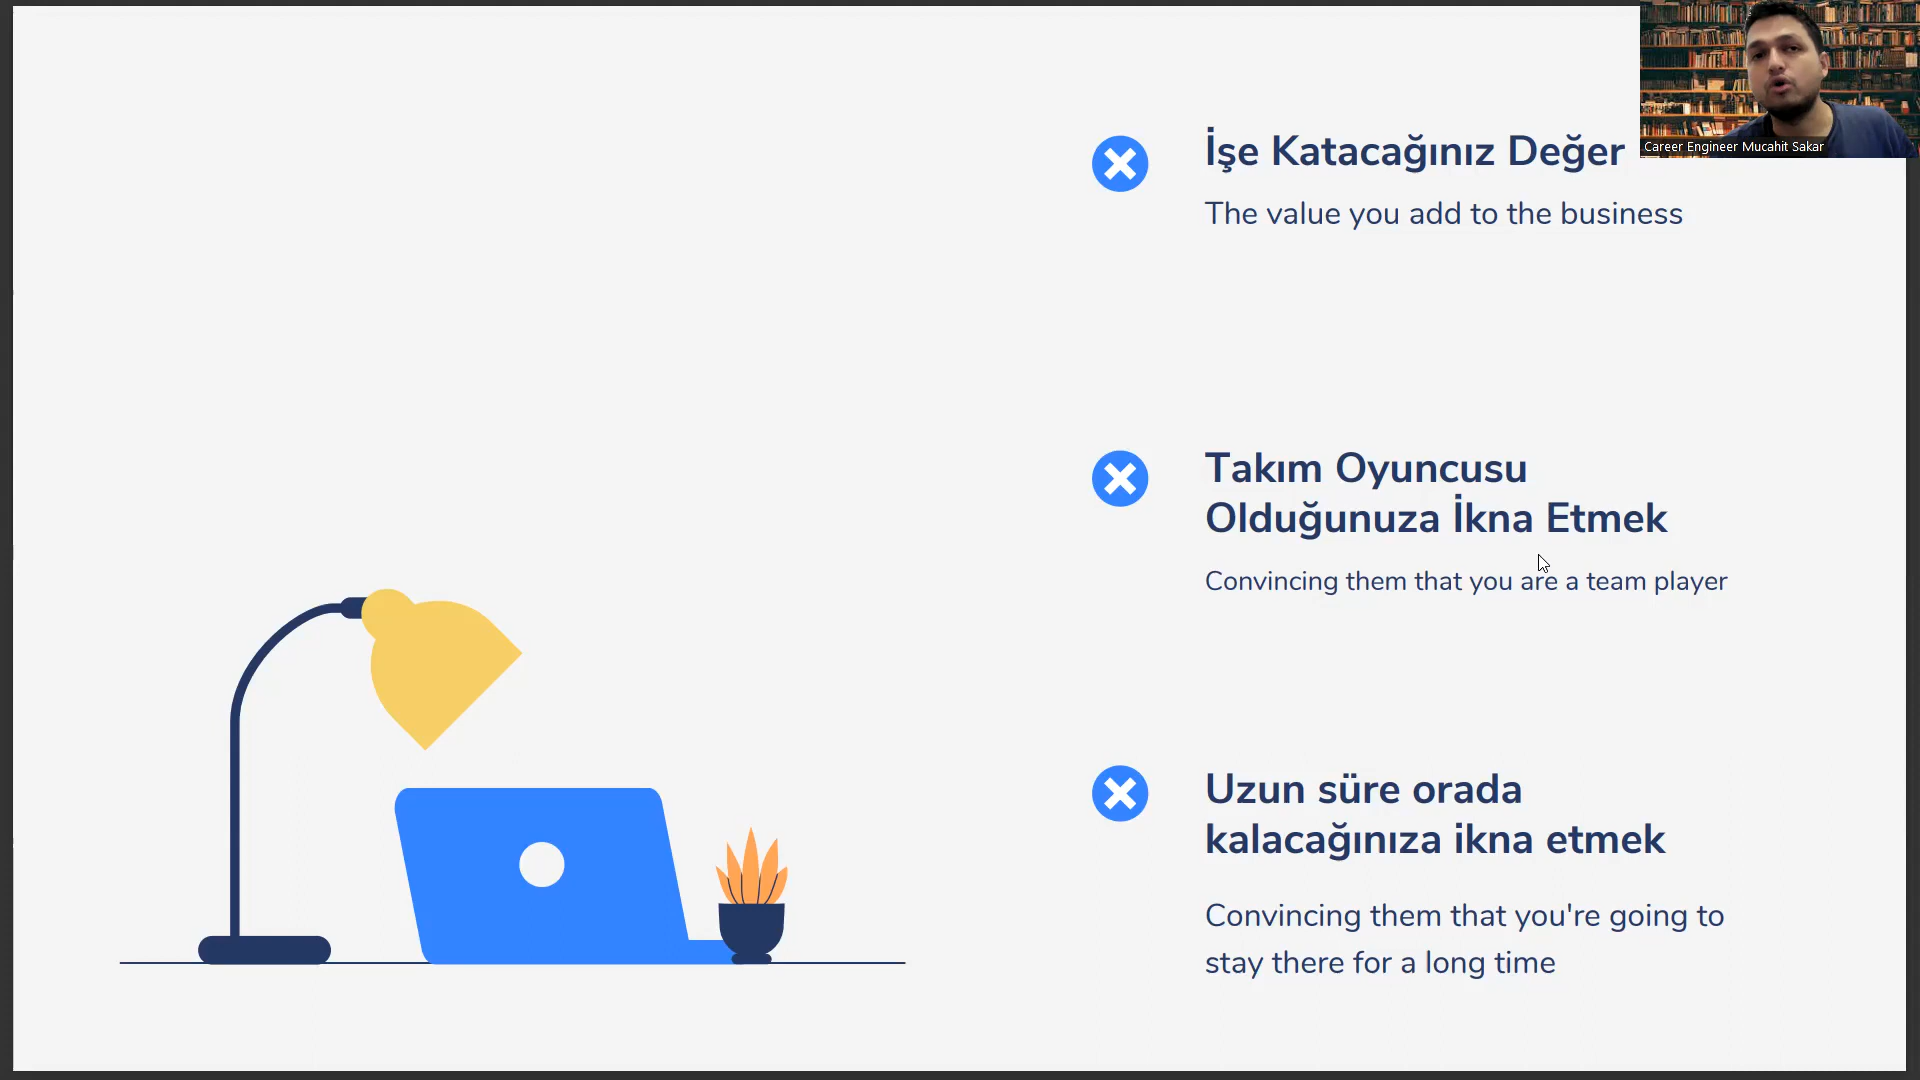 Career Engineer Mucahit Sakar
İşe Katacağınız Değer
The value you add to the business
Takım Oyuncusu
Olduğunuza İkna Etmek
Convincing them that you are a team player
Uzun süre orada
kalacağınıza ikna etmek
Convincing them that you're going to
stay there for a long time